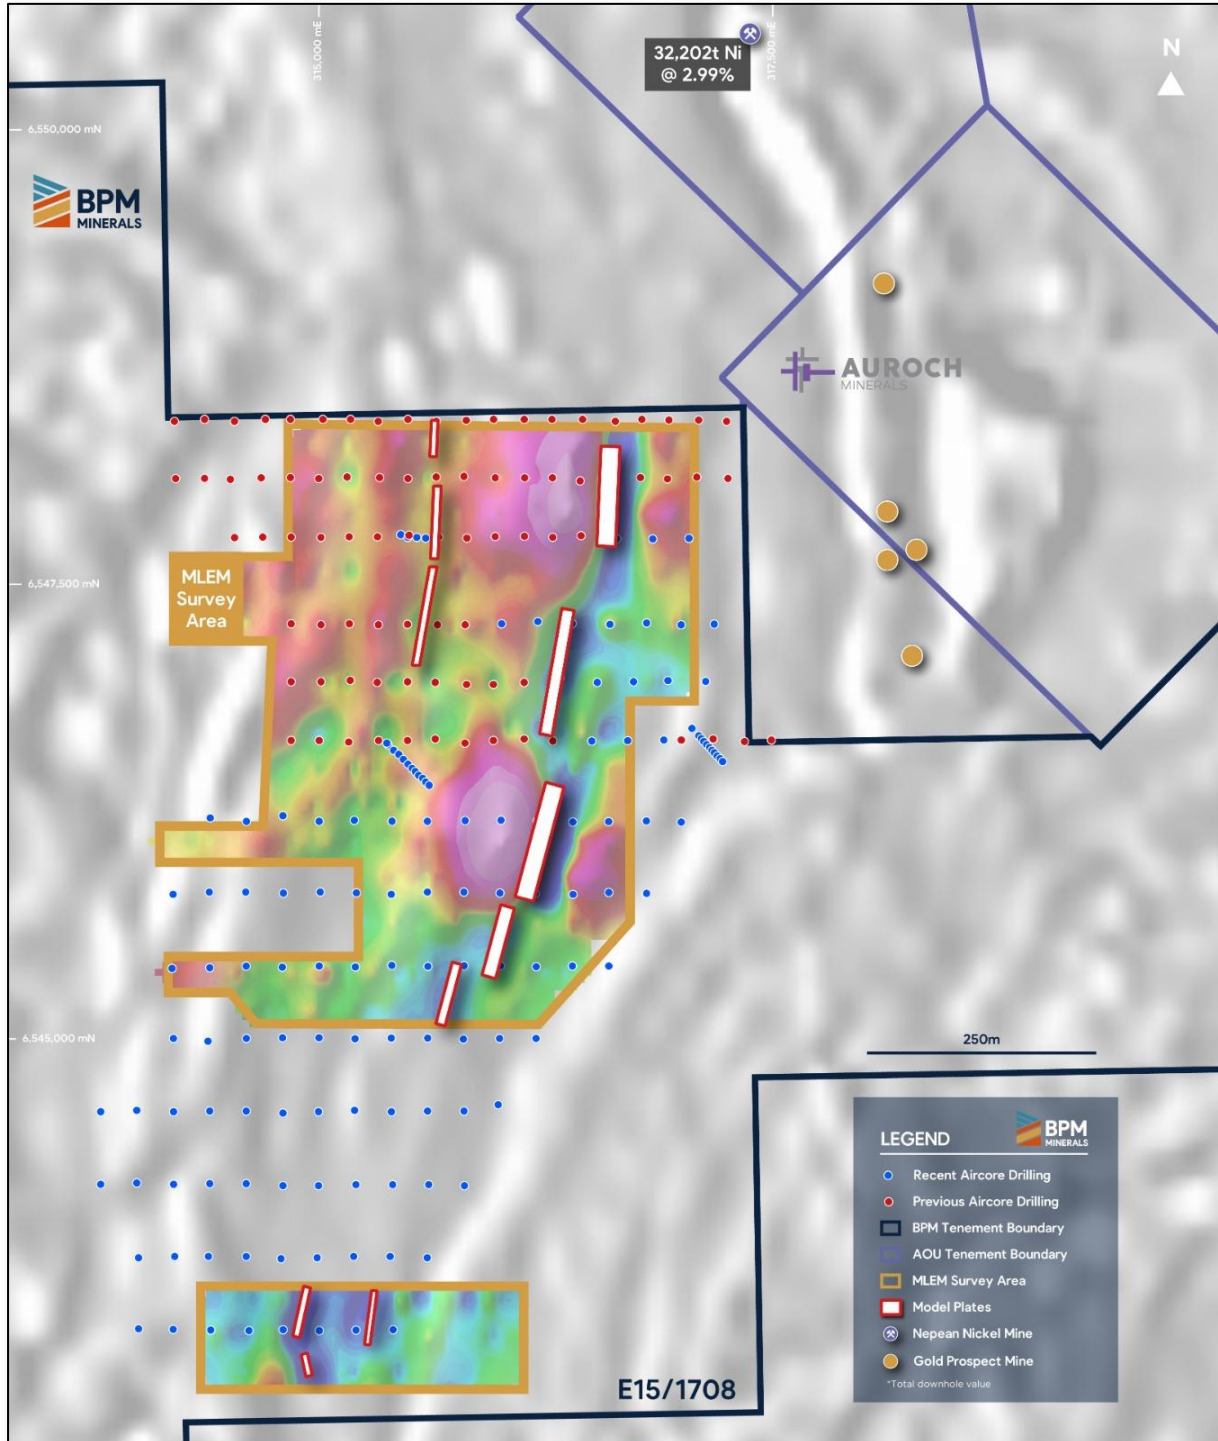 315,000 mE
32,202t Ni
@ 2.99%
317,500 mE
N
6,550,000 mN
BPM
MINERALS
AUROCH
MINERALS
6,547,500 mN
MLEM
Survey
Area
6,545,000 mN
250m
LEGEND
BPM
MINERALS
Recent Aircore Drilling
Previous Aircore Drilling
BPM Tenement Boundary
AOU Tenement Boundary
MLEM Survey Area
Model Plates
Nepean Nickel Mine
Gold Prospect Mine
*Total downhole value
E15/1708